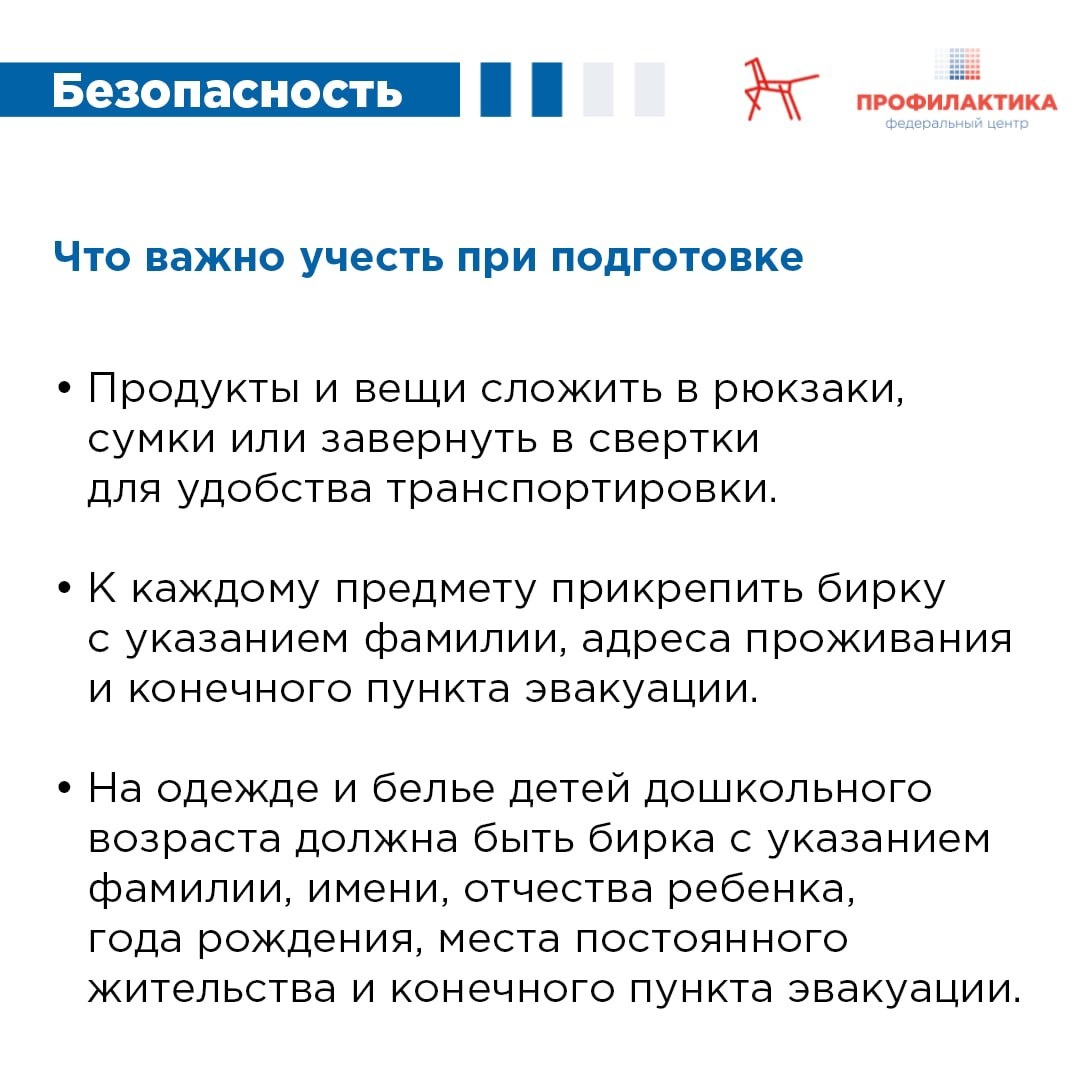 Безопасность
ПРОФИЛАКТИКА
федеральный центр
Что важно учесть при подготовке
• Продукты и вещи сложить в рюкзаки,
сумки или завернуть в свертки
для удобства транспортировки.
• К каждому предмету прикрепить бирку
с указанием фамилии, адреса проживания
и конечного пункта эвакуации.
• На одежде и белье детей дошкольного
возраста должна быть бирка с указанием
фамилии, имени, отчества ребенка,
года рождения, места постоянного
жительства и конечного пункта эвакуации.